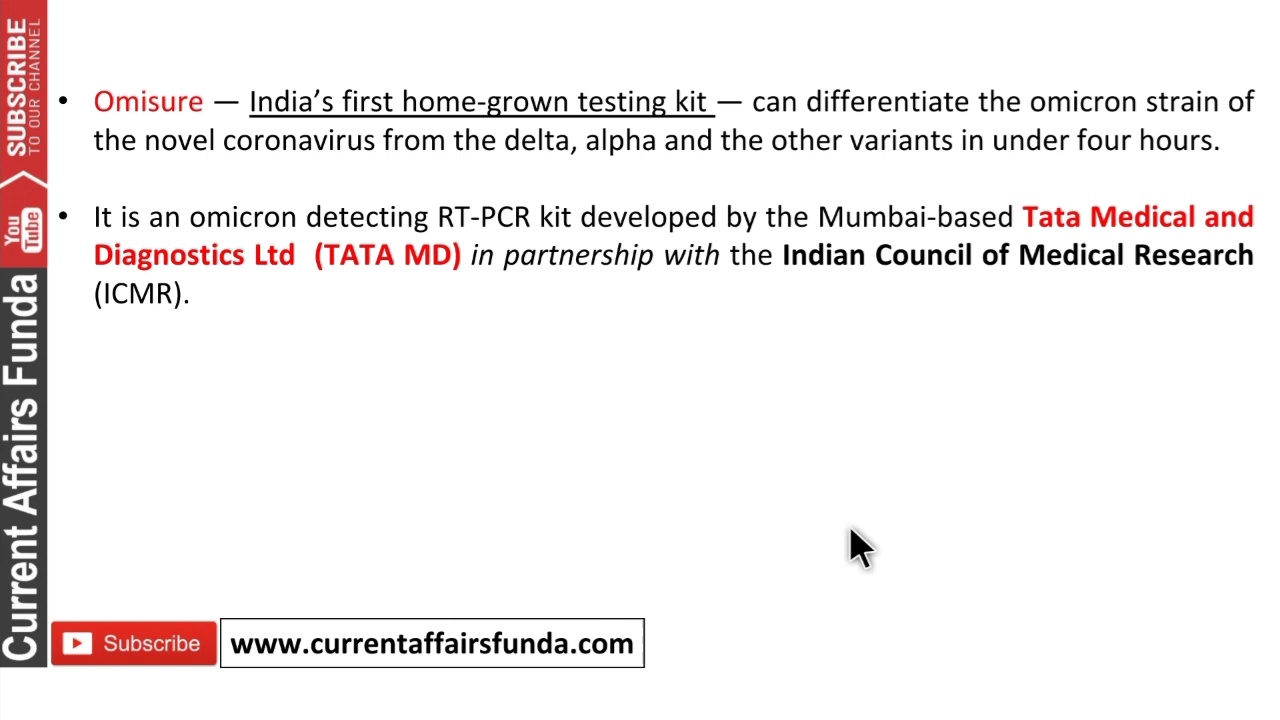 • Omisure — India's first home-grown testing kit — can differentiate the omicron strain of
the novel coronavirus from the delta, alpha and the other variants in under four hours.
• It is an omicron detecting RT-PCR kit developed by the Mumbai-based Tata Medical and
Diagnostics Ltd (TATA MD) in partnership with the Indian Council of Medical Research
(ICMR).
SUBSCRIBE
TO OUR CHANNEL
You
Tube
Current Affairs Funda
Subscribe
www.currentaffairsfunda.com